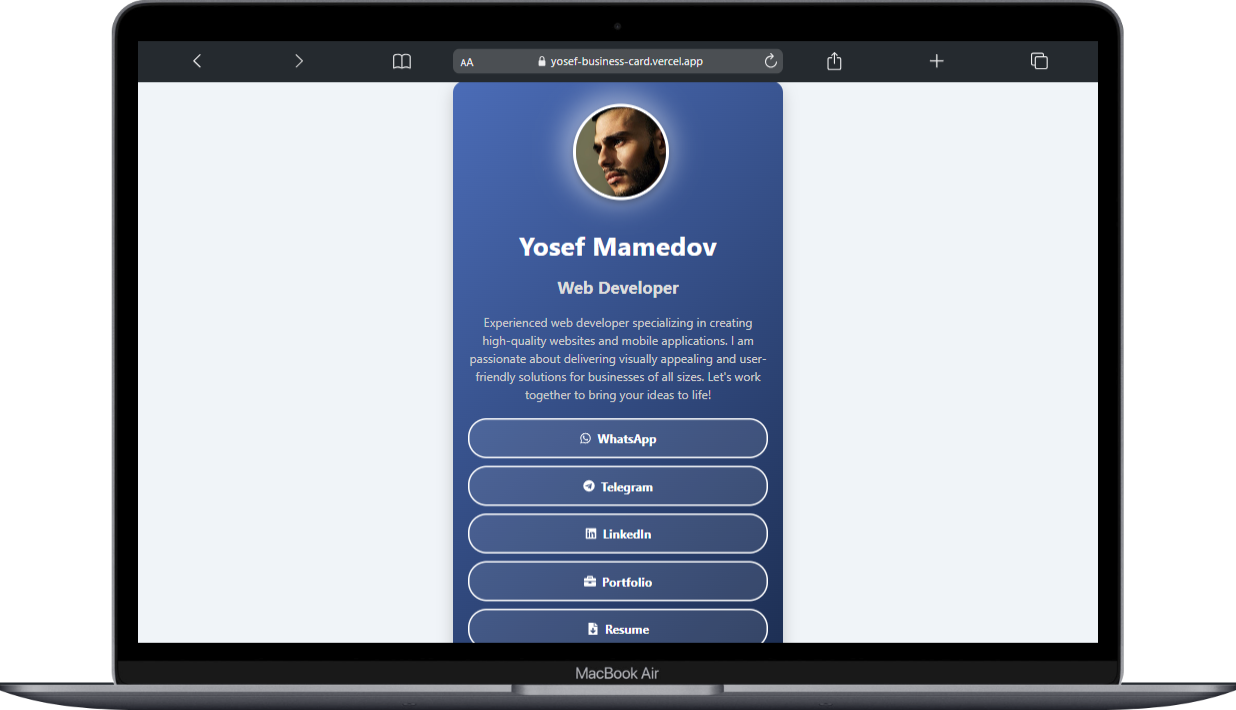 AA yosef-business-card.vercel.app
Yosef Mamedov
Web Developer
Experienced web developer specializing in creating
high-quality websites and mobile applications. I am
passionate about delivering visually appealing and user-
friendly solutions for businesses of all sizes. Let's work
together to bring your ideas to life!
WhatsApp
Telegram
LinkedIn
Portfolio
Resume
MacBook Air